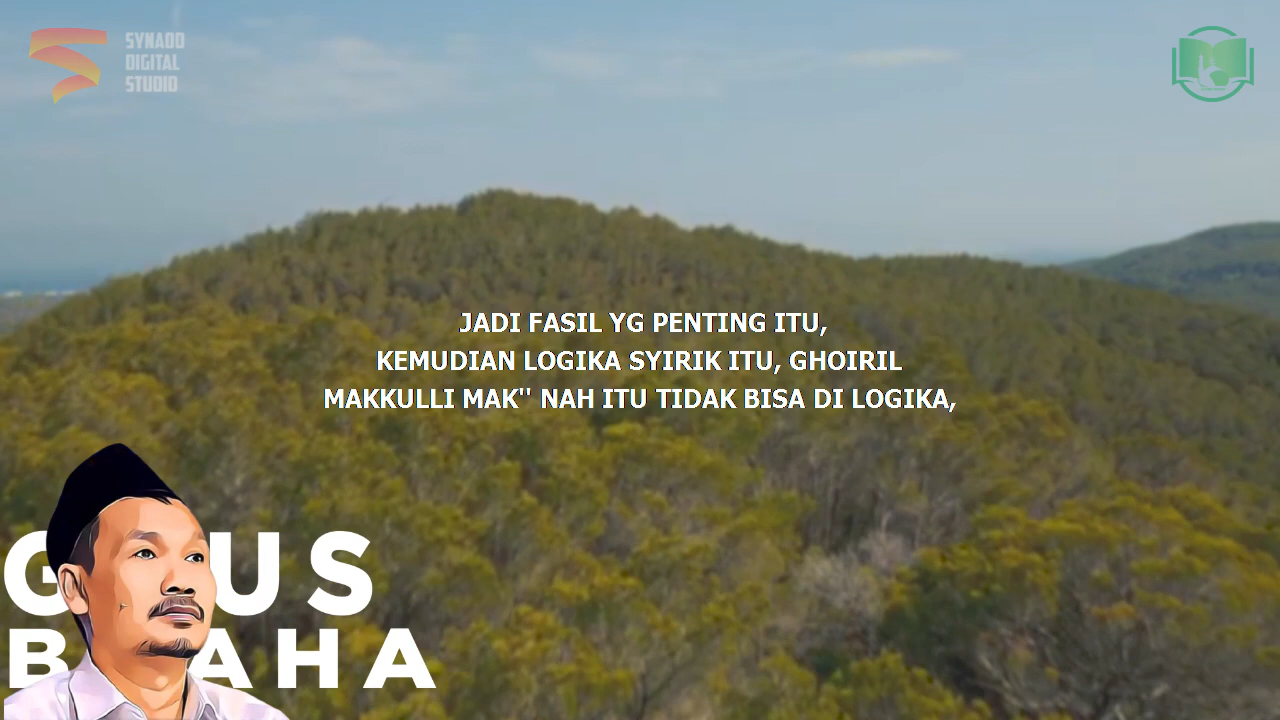 SYNADD
DIGITAL
STUDIO
JADI FASIL YG PENTING ITU,
KEMUDIAN LOGIKA SYIRIK ITU, GHOIRIL
MAKKULLI MAK'' NAH ITU TIDAK BISA DI LOGIKA,
GUS
BAHA